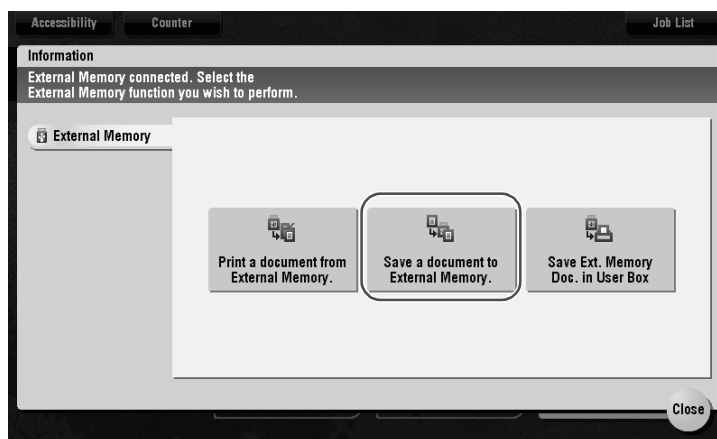 Accessibility
Counter
Job List
Information
External Memory connected. Select the
External Memory function you wish to perform.
External Memory
Print a document from
External Memory.
Save a document to
External Memory.
Save Ext. Memory
Doc. in User Box
Close